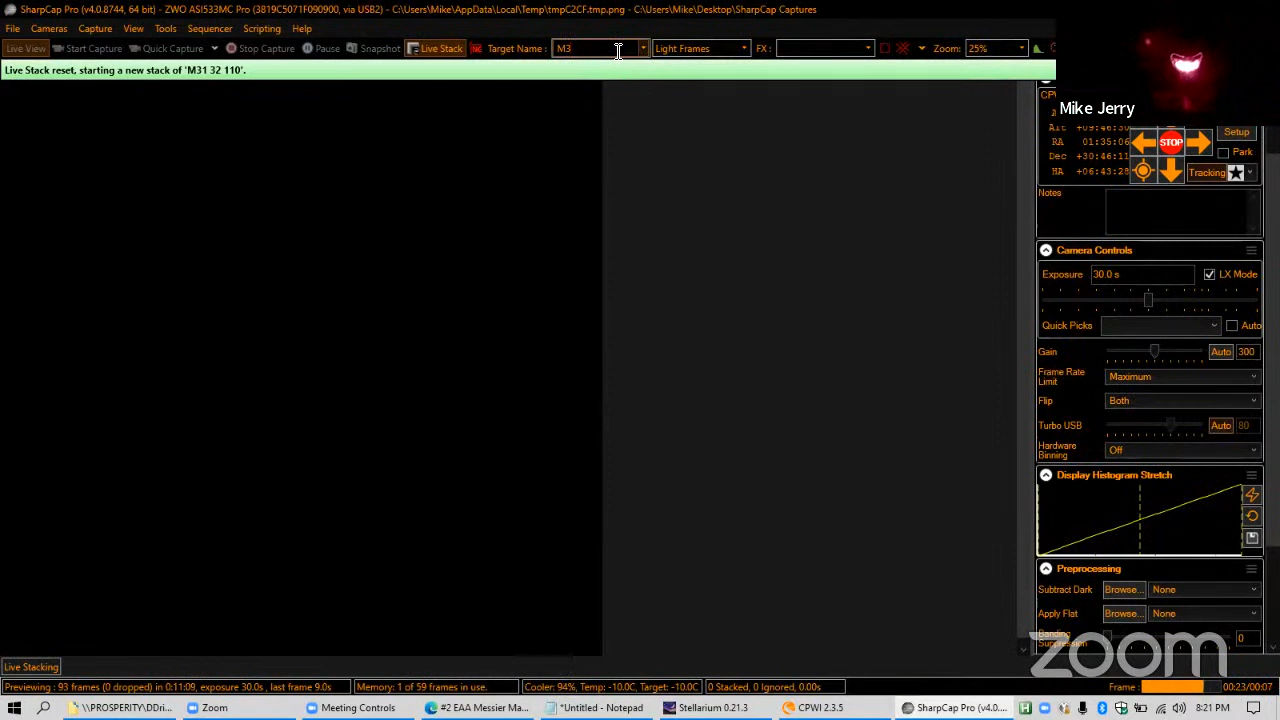 SharpCap Pro (v4.0.8744, 64 bit) - ZWO ASI533MC Pro (3819C5071F090900, via USB2) - C:\Users\Mike\AppData\Local\Temp\tmpC2CF.tmp.png - C:\Users\Mike\Desktop\SharpCap Captures
File Cameras Capture View Tools Sequencer Scripting Help
Live View Start Capture Quick Capture Stop Capture Pause Snapshot Live Stack Target Name : M3 Light Frames FX : Zoom: 25%
Live Stack reset, starting a new stack of 'M31 32 110'.
Mike Jerry
Alt +09:46:30
Setup
RA 01:35:06
STOP
Park
Dec +30:46:11
HA +06:43:28
Tracking
Notes
Camera Controls
Exposure 30.0 s LX Mode
Quick Picks Auto
Gain Auto 300
Frame Rate Limit Maximum
Flip Both
Turbo USB Auto 80
Hardware Binning Off
Display Histogram Stretch
Preprocessing
Subtract Dark Browse... None
Apply Flat Browse... None
Banding Suppression 0
zoom
Live Stacking
Previewing : 93 frames (0 dropped) in 0:11:09, exposure 30.0s , last frame 9.0s Memory: 1 of 59 frames in use. Cooler: 94%, Temp: -10.0C, Target: -10.0C 0 Stacked, 0 Ignored, 0.00s Frame : 00:23/00:07
\\PROSPERITY\DDri... Zoom Meeting Controls #2 EAA Messier Ma... *Untitled - Notepad Stellarium 0.21.3 CPWI 2.3.5 SharpCap Pro (v4.0.... 8:21 PM